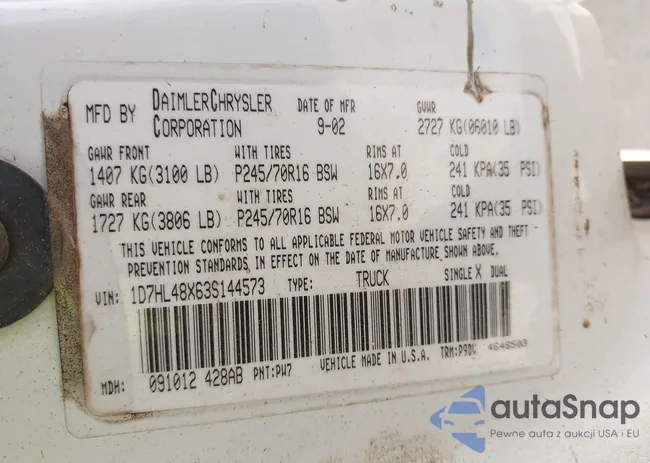 MFD BY DAIMLERCHRYSLER CORPORATION DATE OF MFR 9-02 GVWR 2727 KG(06010 LB)
GAWR FRONT WITH TIRES RIMS AT COLD
1407 KG(3100 LB) P245/70R16 BSW 16X7.0 241 KPA(35 PSI)
GAWR REAR WITH TIRES RIMS AT COLD
1727 KG(3806 LB) P245/70R16 BSW 16X7.0 241 KPA(35 PSI)
THIS VEHICLE CONFORMS TO ALL APPLICABLE FEDERAL MOTOR VEHICLE SAFETY AND THEFT
PREVENTION STANDARDS IN EFFECT ON THE DATE OF MANUFACTURE SHOWN ABOVE.
VIN: 1D7HL48X63S144573 TYPE: TRUCK SINGLE X DUAL
MDH: 091012 428AB PNT:PW7 VEHICLE MADE IN U.S.A. TRM:P9DV 4648503
autaSnap
Pewne auta z aukcji USA i EU